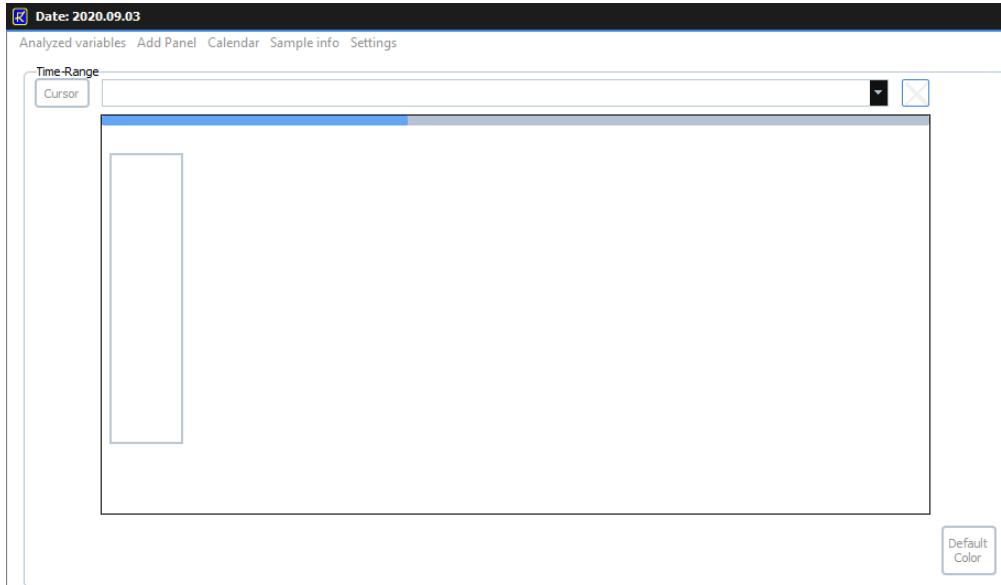 Date: 2020.09.03
Analyzed variables Add Panel Calendar Sample info Settings
Time-Range
Cursor
Default
Color